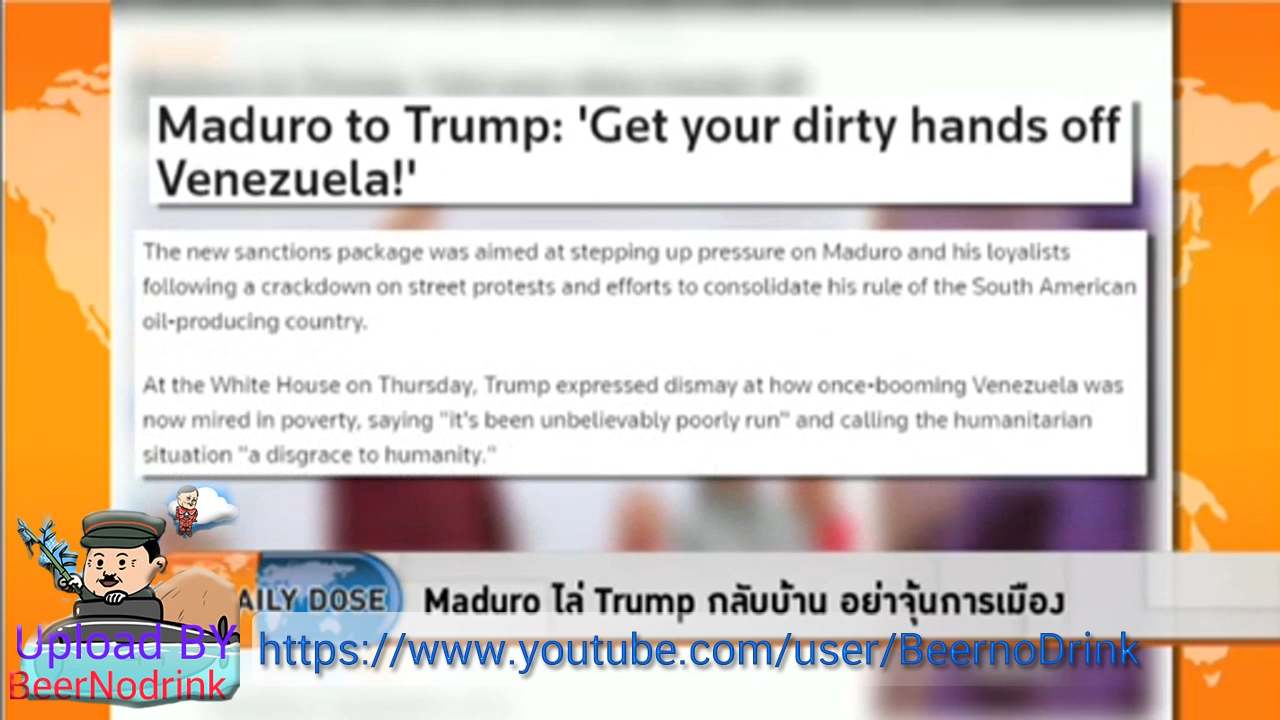 Maduro to Trump: 'Get your dirty hands off
Venezuela!'
The new sanctions package was aimed at stepping up pressure on Maduro and his loyalists
following a crackdown on street protests and efforts to consolidate his rule of the South American
oil-producing country.
At the White House on Thursday, Trump expressed dismay at how once-booming Venezuela was
now mired in poverty, saying "it's been unbelievably poorly run" and calling the humanitarian
situation "a disgrace to humanity."
AILY DOSE
Maduro ไล่ Trump กลับบ้าน อย่าจุ้นการเมือง
Upload BY https://www.youtube.com/user/BeernoDrink
BeerNodrink